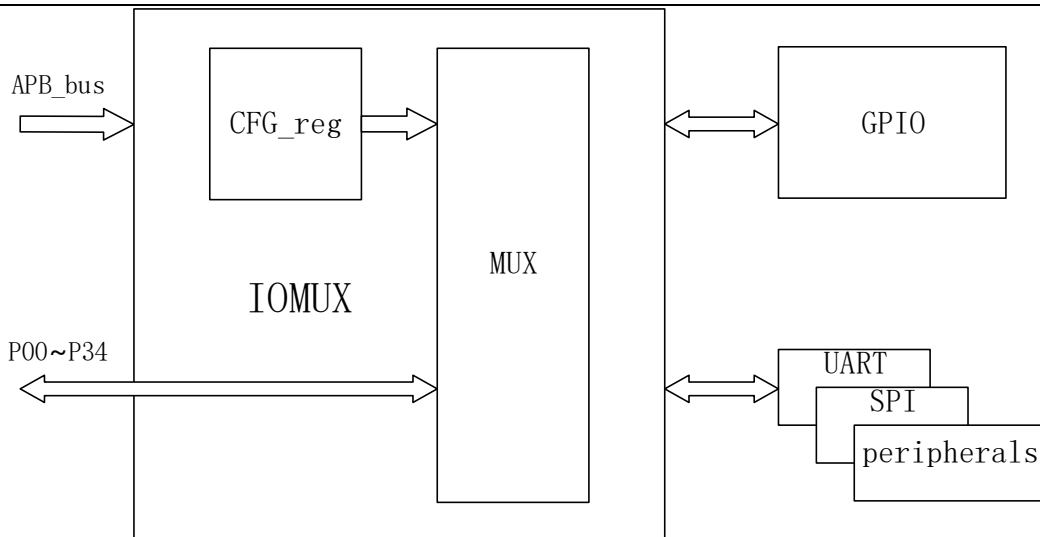 APB_bus
CFG_reg
GPIO
MUX
IOMUX
P00~P34
UART
SPI
peripherals